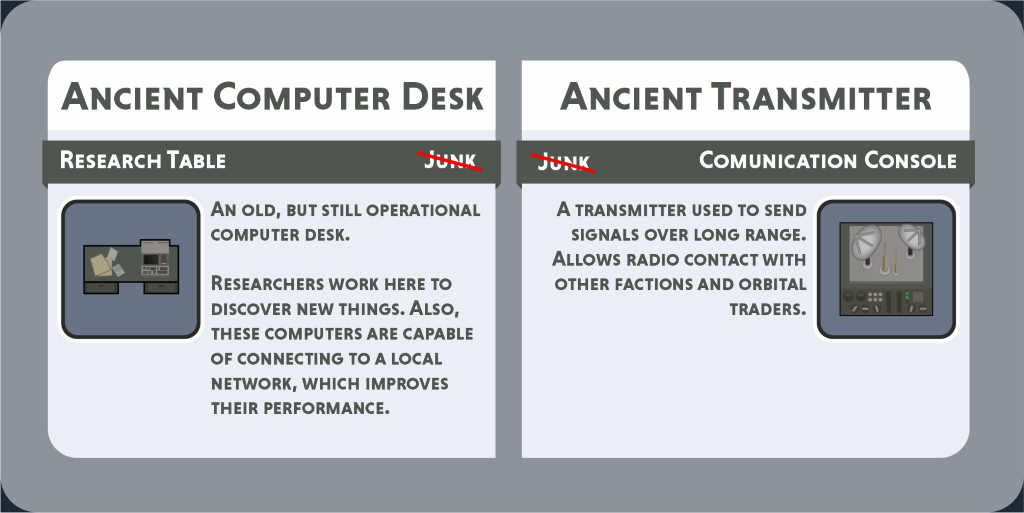 Ancient Computer Desk
Research Table
Junk
An old, but still operational
computer desk.
Researchers work here to
discover new things. Also,
these computers are capable
of connecting to a local
network, which improves
their performance.
Ancient Transmitter
Junk
Comunication Console
A transmitter used to send
signals over long range.
Allows radio contact with
other factions and orbital
traders.